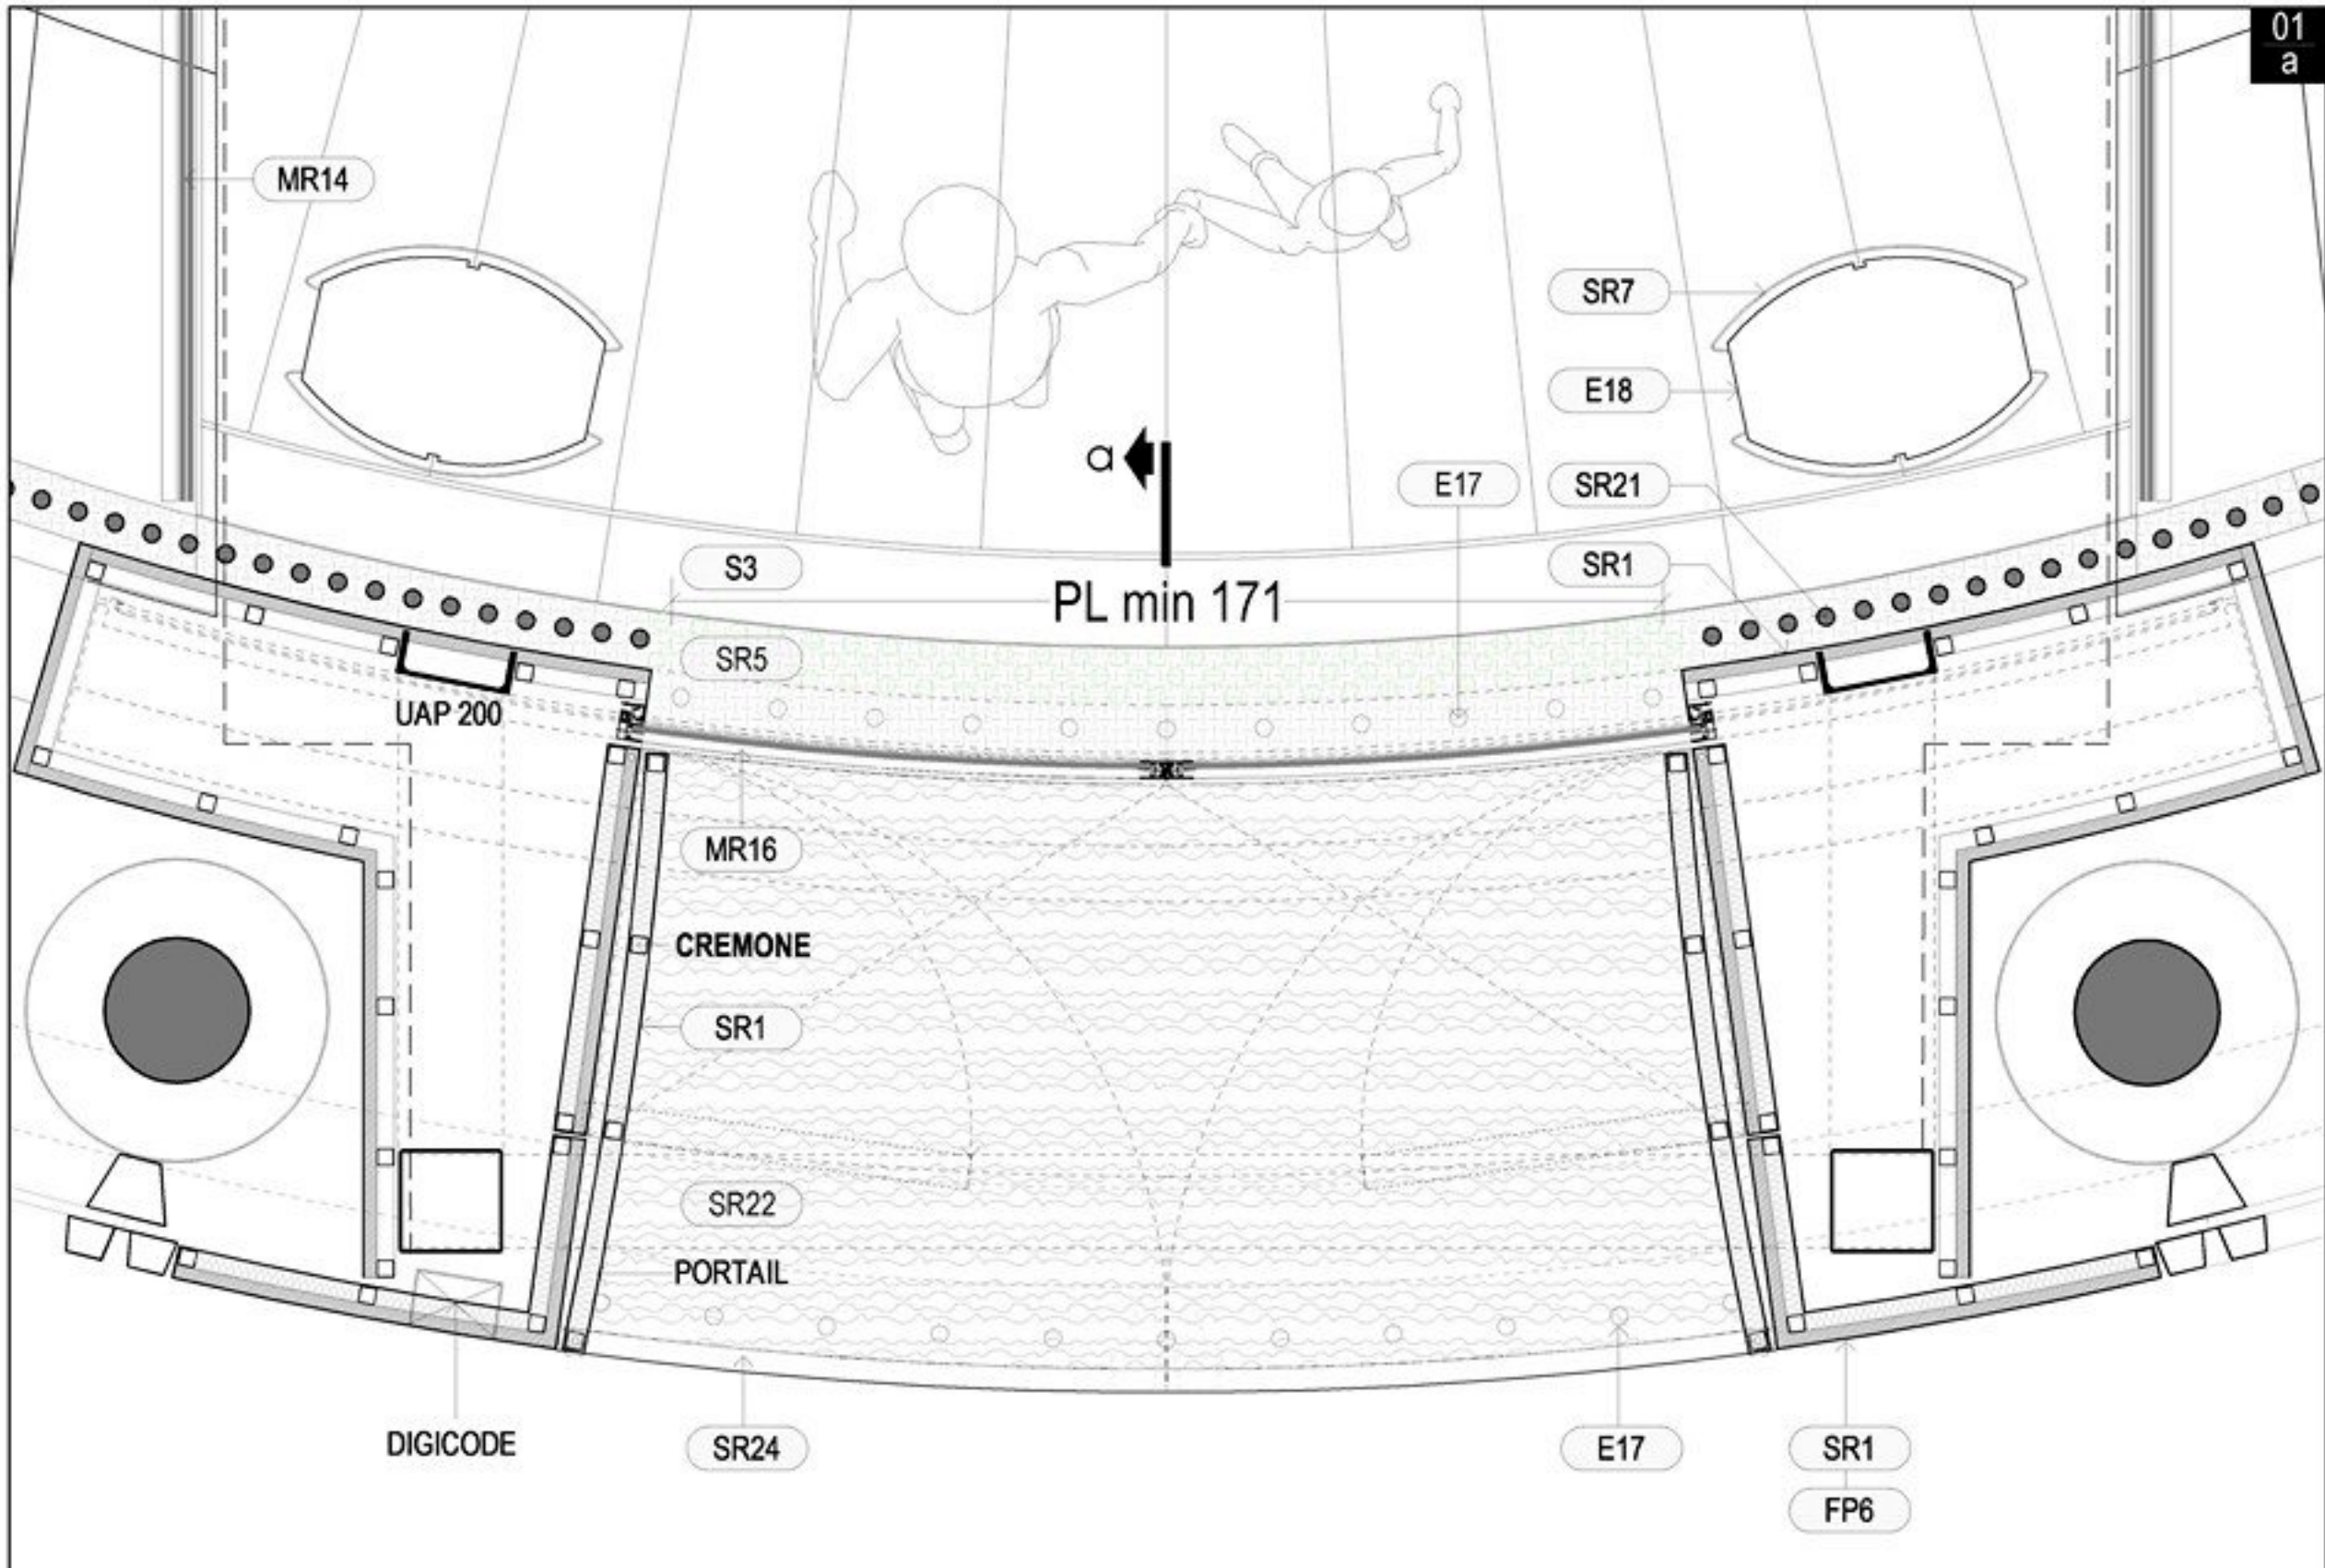 01
a
MR14
SR7
E18
a
E17
SR21
S3
SR1
PL min 171
SR5
UAP 200
MR16
CREMONE
SR1
SR22
PORTAIL
DIGICODE
SR24
E17
SR1
FP6